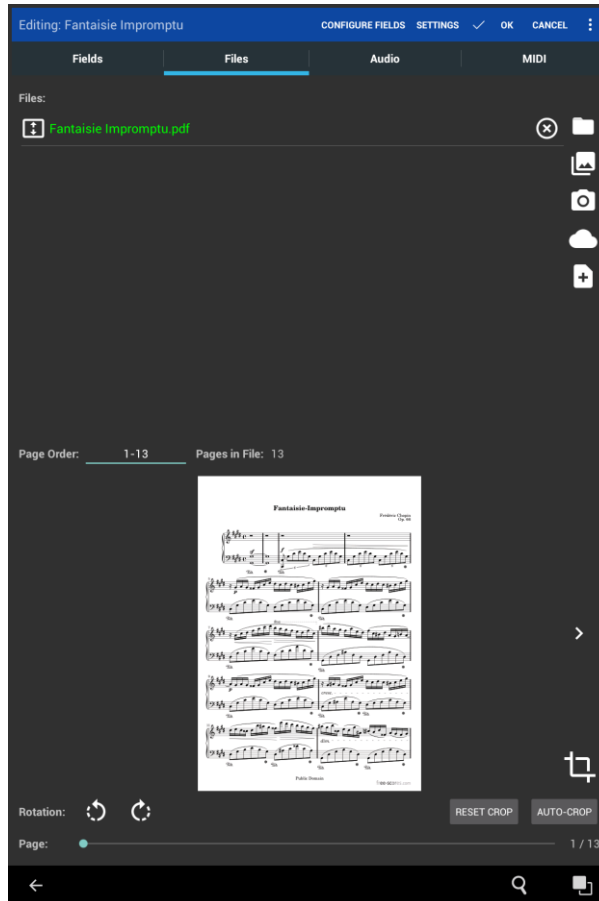 Editing: Fantaisie Impromptu CONFIGURE FIELDS SETTINGS OK CANCEL
Fields Files Audio MIDI
Files:
Fantaisie Impromptu.pdf
Page Order: 1-13 Pages in File: 13
Fantaisie-Impromptu
Frédéric Chopin
Op. 66
Public Domain
Rotation: RESET CROP AUTO-CROP
Page: 1 / 13